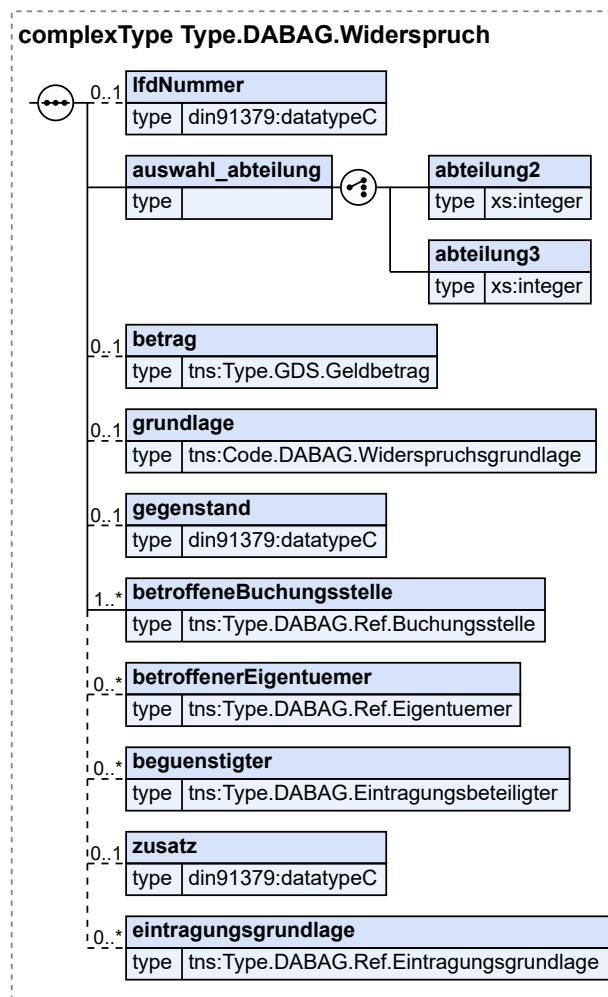 complexType Type.DABAG.Widerspruch
0..1 lfdNummer
type din91379:datatypeC
auswahl_abteilung abteilung2
type type xs:integer
abteilung3
type xs:integer
0..1 betrag
type tns:Type.GDS.Geldbetrag
0..1 grundlage
type tns:Code.DABAG.Widerspruchsgrundlage
0..1 gegenstand
type din91379:datatypeC
1..* betroffeneBuchungsstelle
type tns:Type.DABAG.Ref.Buchungsstelle
0..* betroffenerEigentuemer
type tns:Type.DABAG.Ref.Eigentuemer
0..* beguenstigter
type tns:Type.DABAG.Eintragungsbeteiligter
0..1 zusatz
type din91379:datatypeC
0..* eintragungsgrundlage
type tns:Type.DABAG.Ref.Eintragungsgrundlage